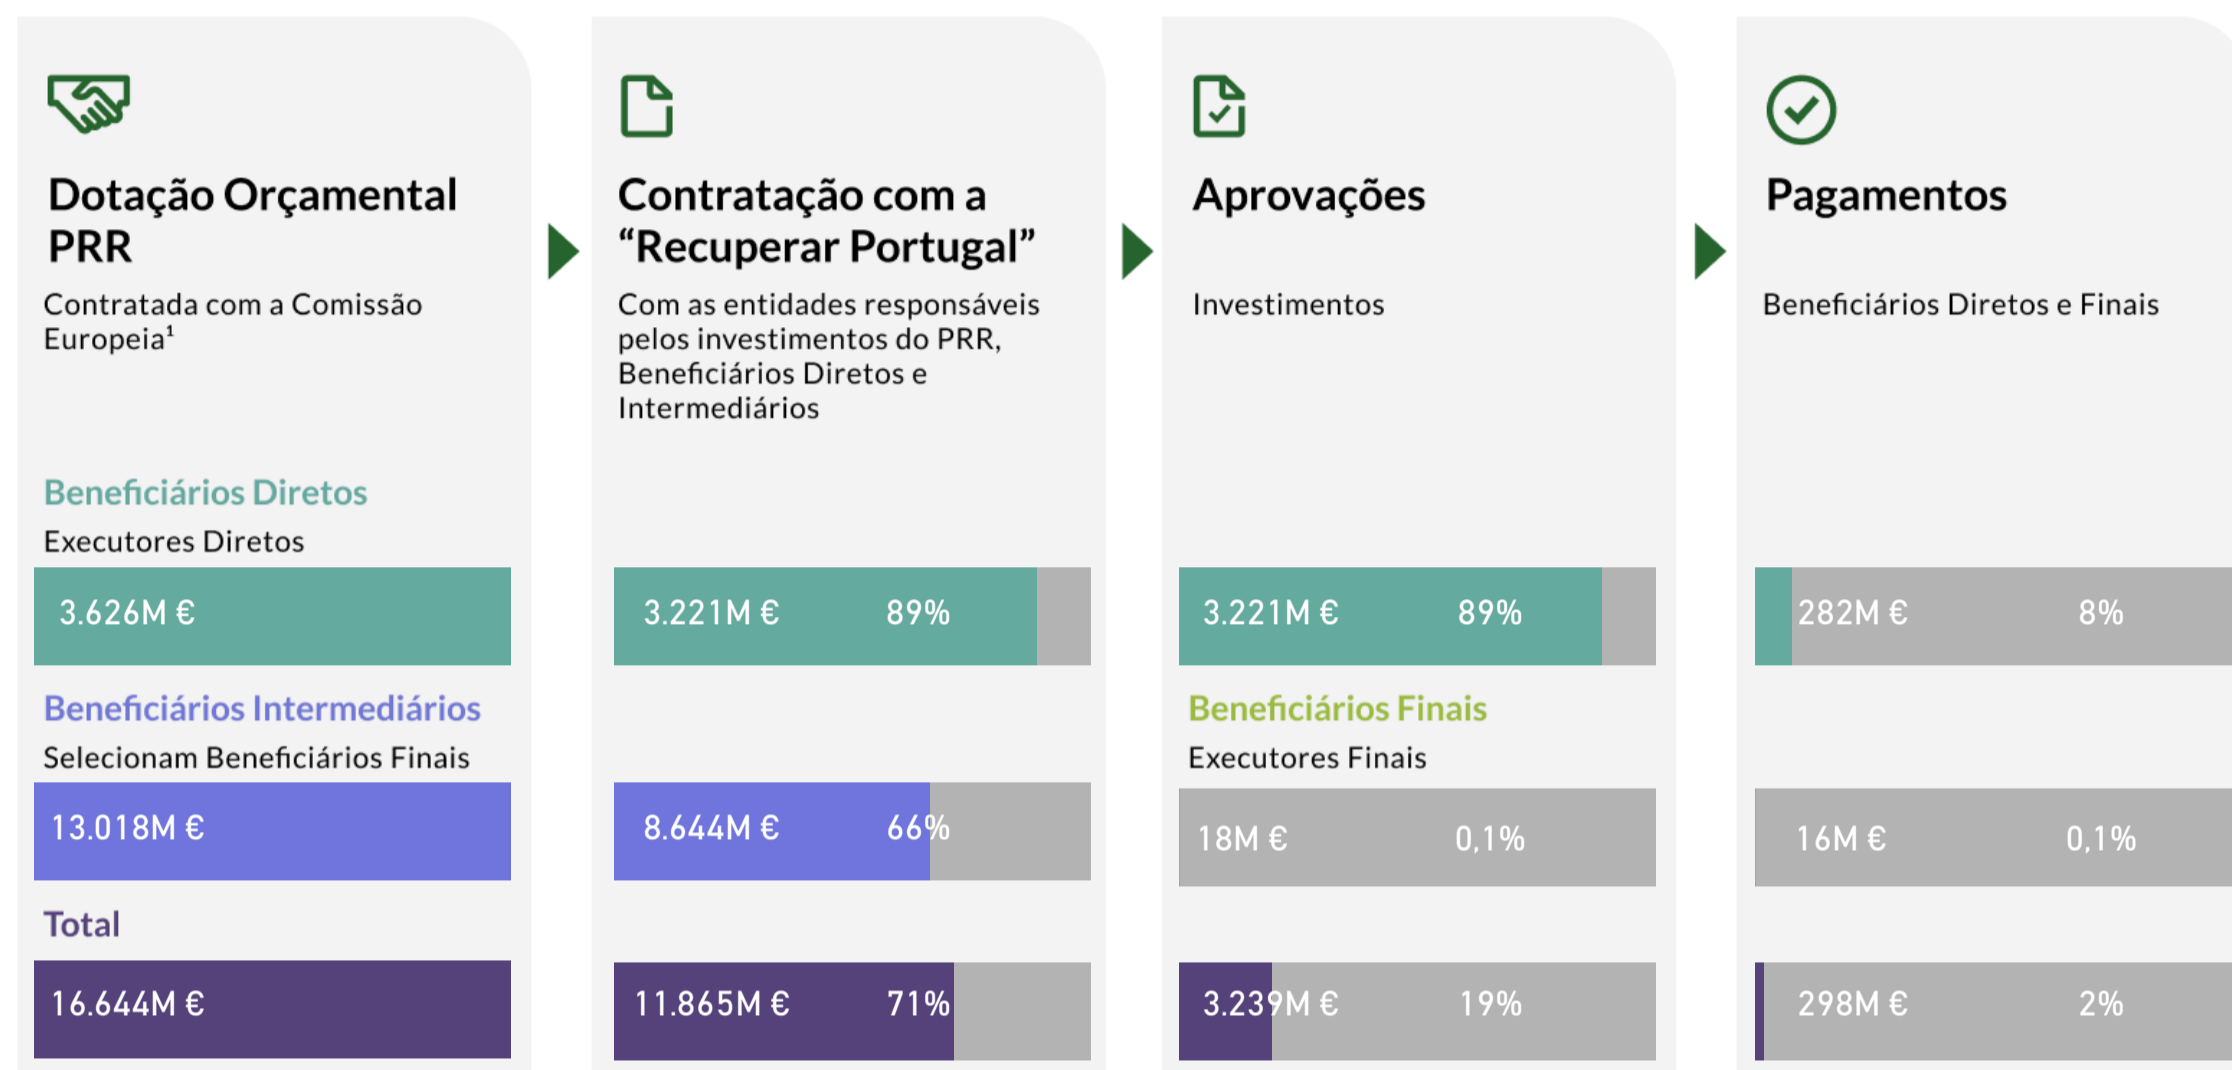 Dotação Orçamental
PRR
Contratada com a Comissão
Europeia¹
Contratação com a
“Recuperar Portugal”
Com as entidades responsáveis
pelos investimentos do PRR,
Beneficiários Diretos e
Intermediários
Aprovações
Investimentos
Pagamentos
Beneficiários Diretos e Finais
Beneficiários Diretos
Executores Diretos
3.626M €
3.221M € 89%
3.221M € 89%
282M € 8%
Beneficiários Intermediários
Selecionam Beneficiários Finais
Beneficiários Finais
Executores Finais
13.018M €
8.644M € 66%
18M € 0,1%
16M € 0,1%
Total
16.644M €
11.865M € 71%
3.239M € 19%
298M € 2%